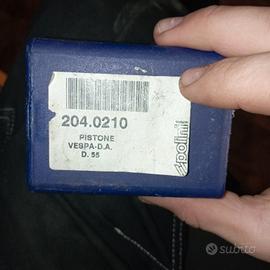 204.0210
PISTONE
VESPA-D.A.
D. 55
polini
subito